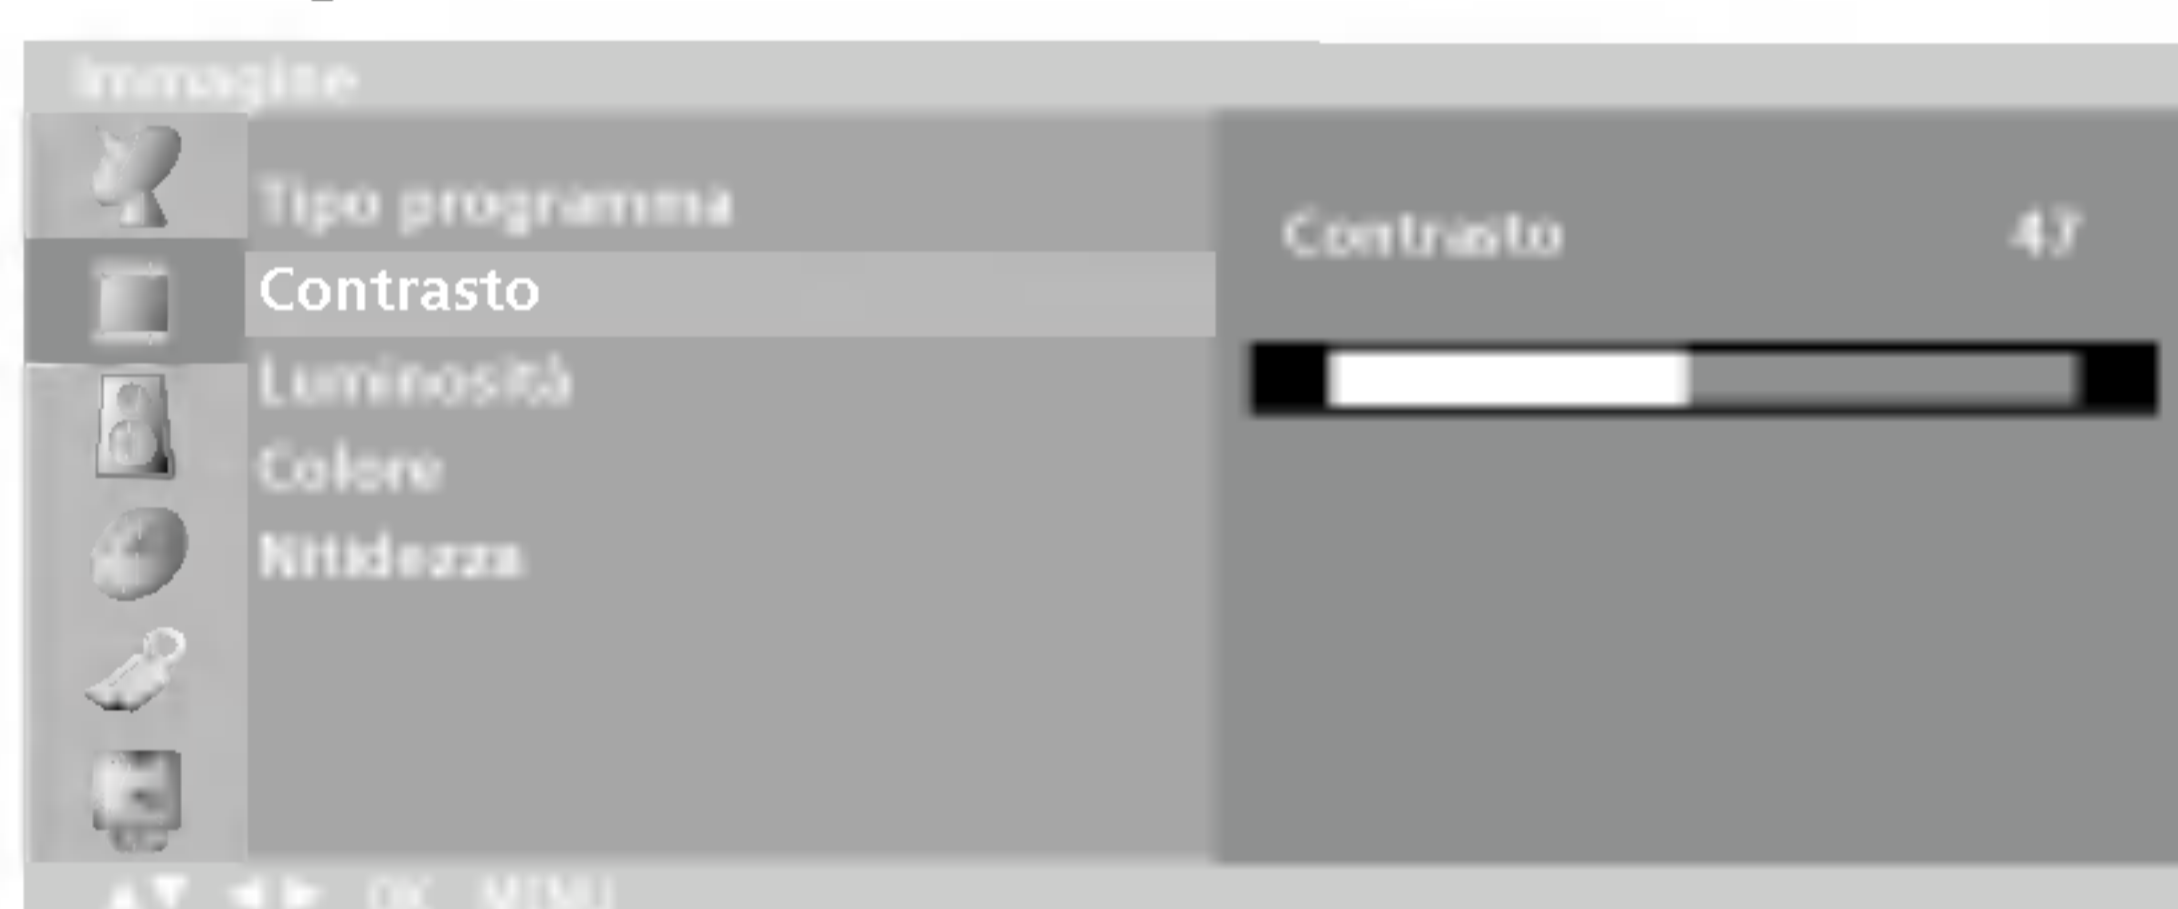 Immagine
Tipo programma
Contrasto
Luminosità
Colore
Nitidezza
Contrasto 47
▲▼ ◀▶ OK MENU